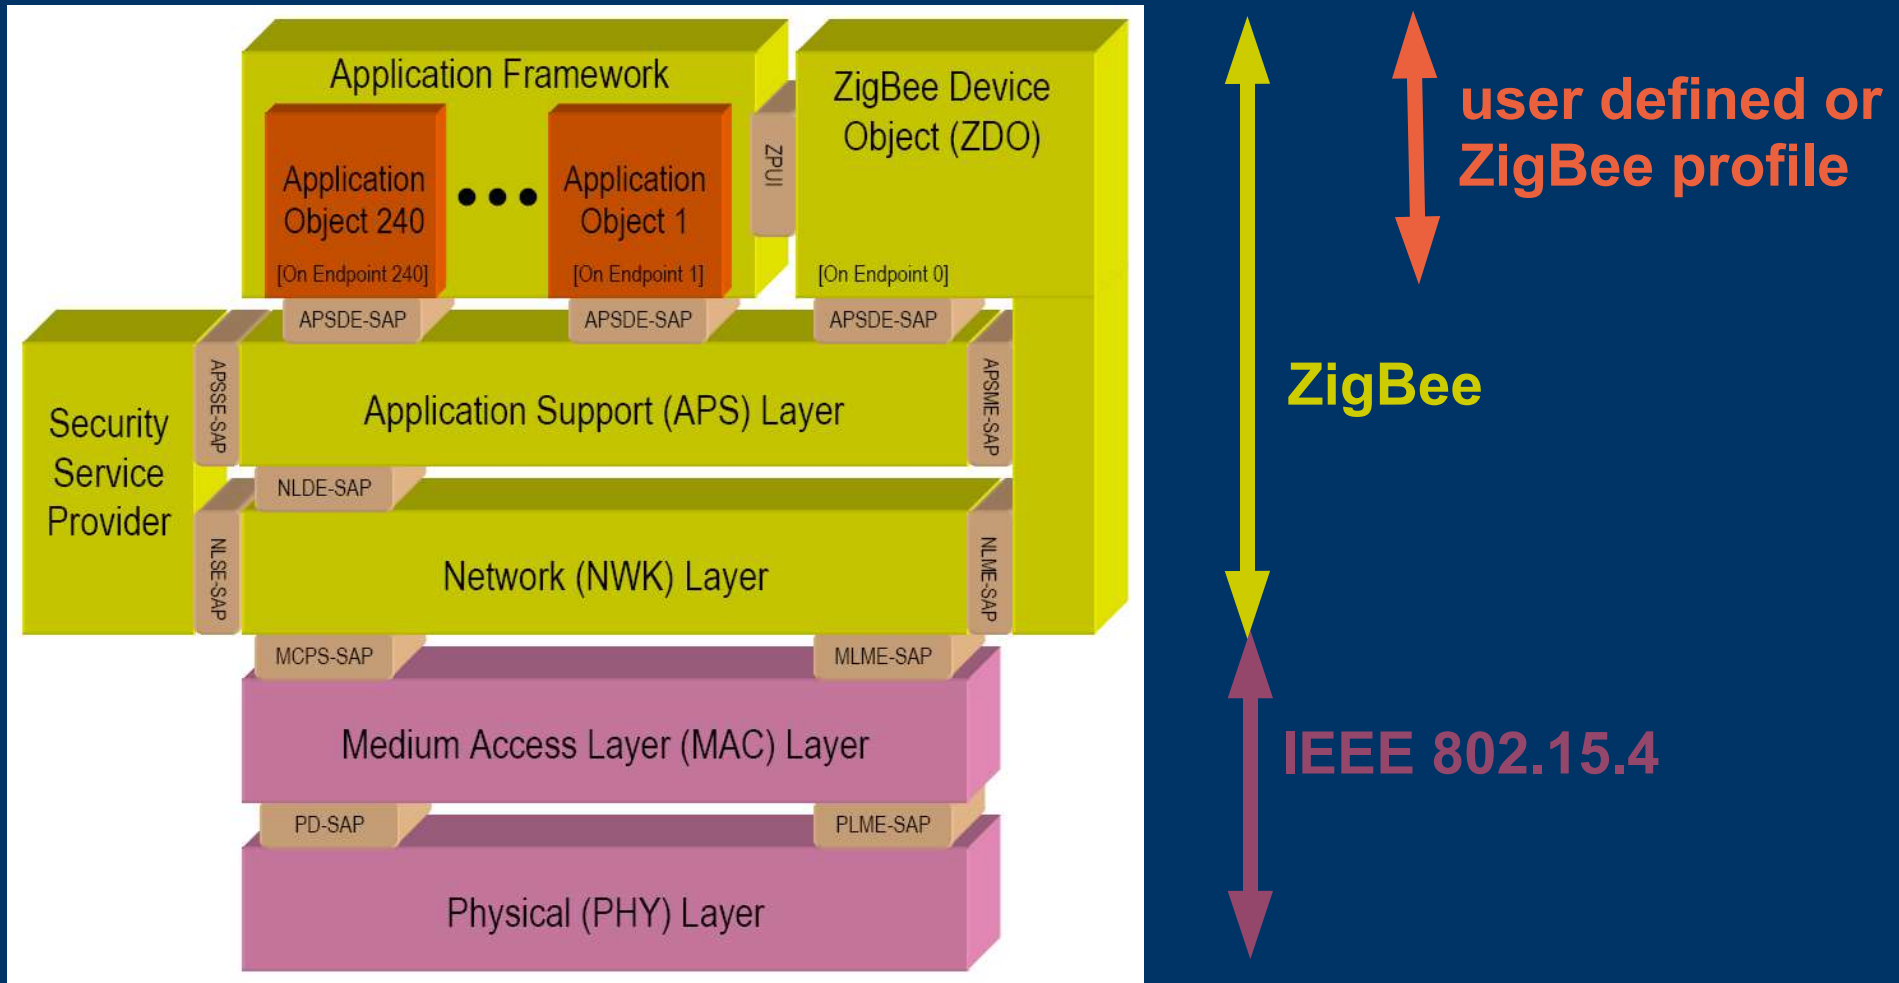 Application Framework
Application
Object 240
[On Endpoint 240]
Application
Object 1
[On Endpoint 1]
ZPUI
ZigBee Device
Object (ZDO)
[On Endpoint 0]
APSDE-SAP
APSDE-SAP
APSDE-SAP
Security
Service
Provider
APSSE-SAP
Application Support (APS) Layer
APSME-SAP
NLDE-SAP
NLSE-SAP
Network (NWK) Layer
NLME-SAP
MCPS-SAP
MLME-SAP
Medium Access Layer (MAC) Layer
PD-SAP
PLME-SAP
Physical (PHY) Layer
user defined or
ZigBee profile
ZigBee
IEEE 802.15.4